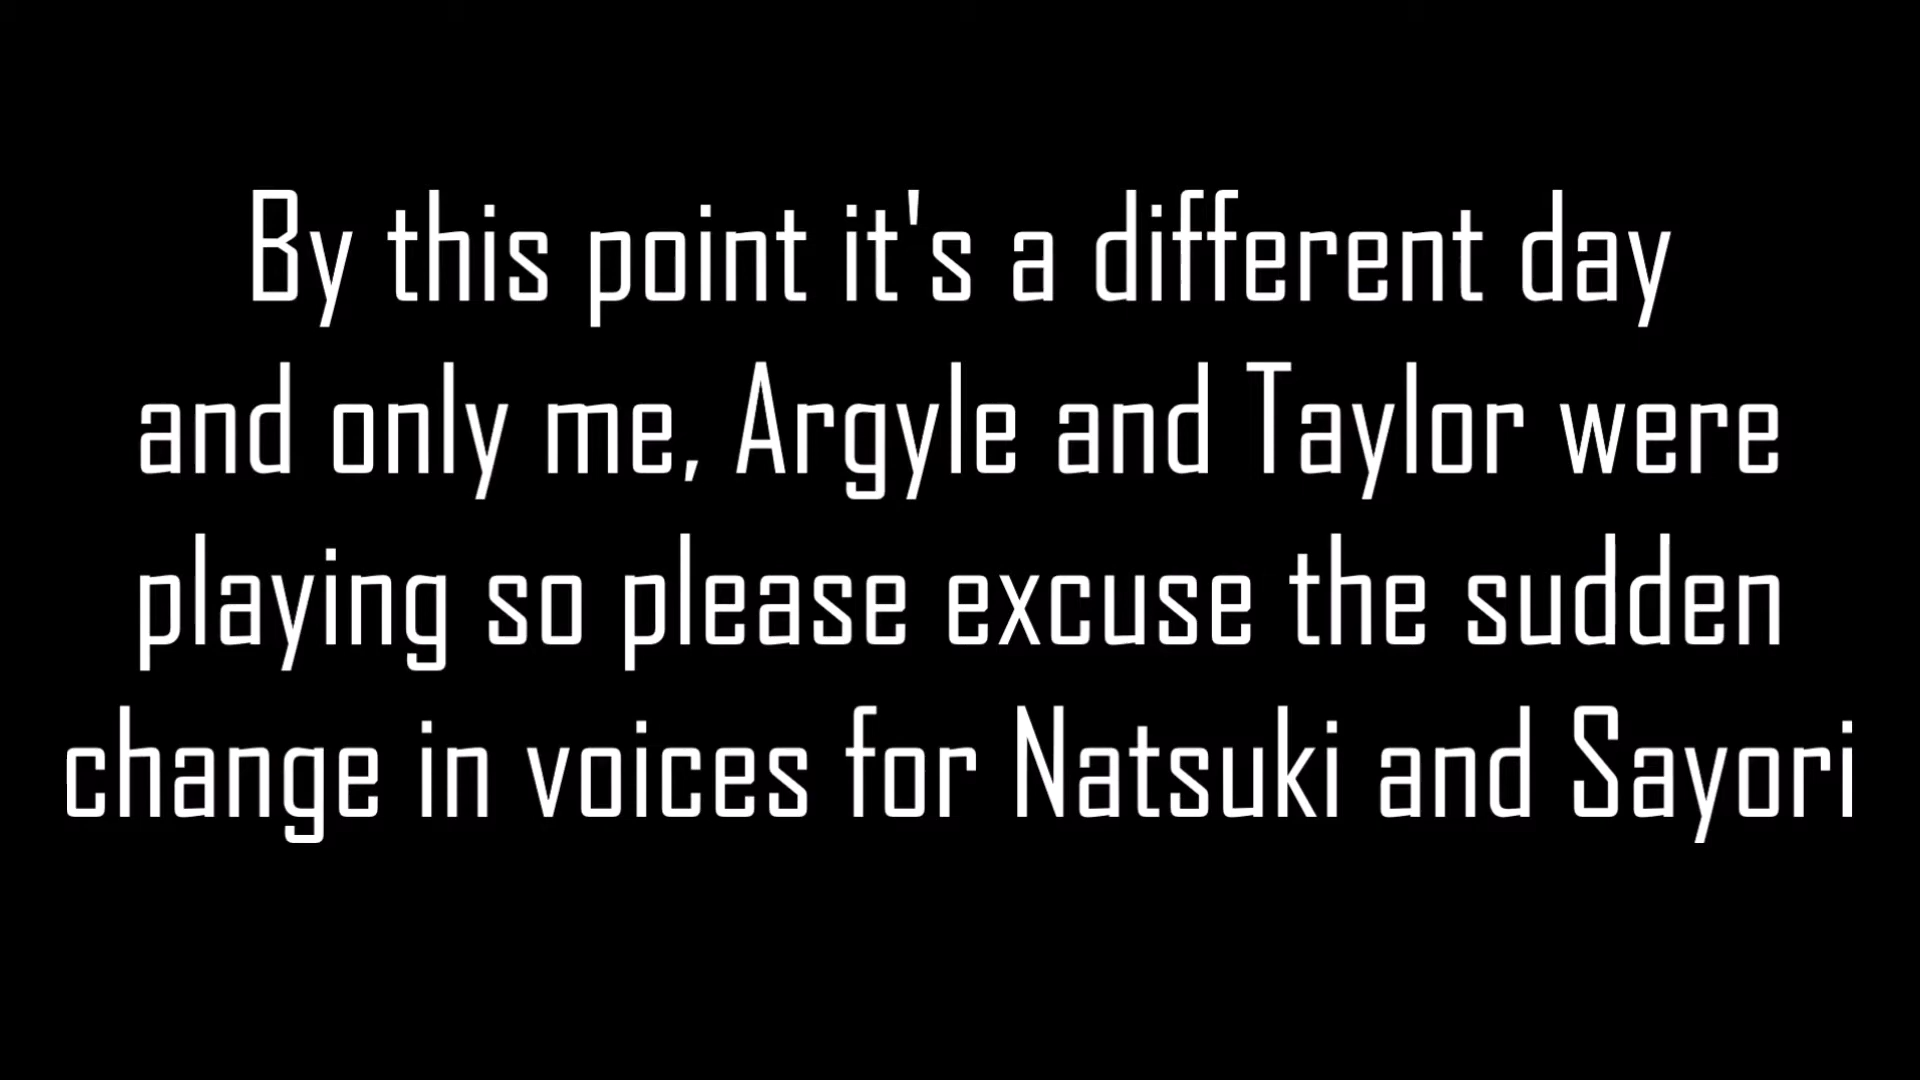 By this point it's a different day
and only me, Argyle and Taylor were
playing so please excuse the sudden
change in voices for Natsuki and Sayori